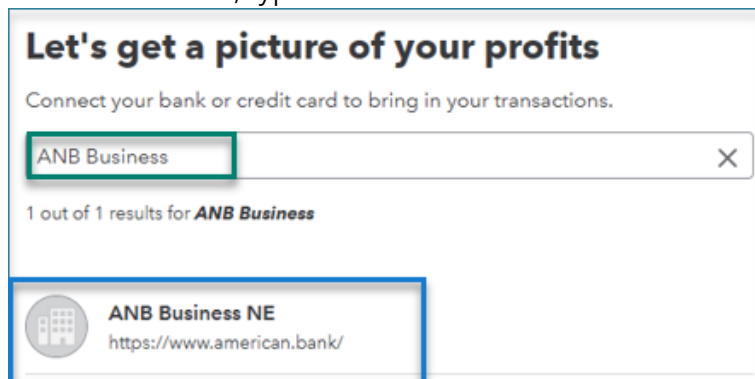 Let's get a picture of your profits
Connect your bank or credit card to bring in your transactions.
ANB Business
1 out of 1 results for ANB Business
ANB Business NE
https://www.american.bank/